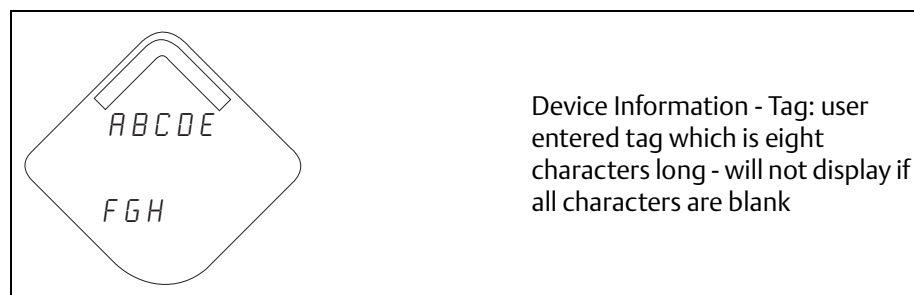 ABCDE
FGH
Device Information - Tag: user
entered tag which is eight
characters long - will not display if
all characters are blank